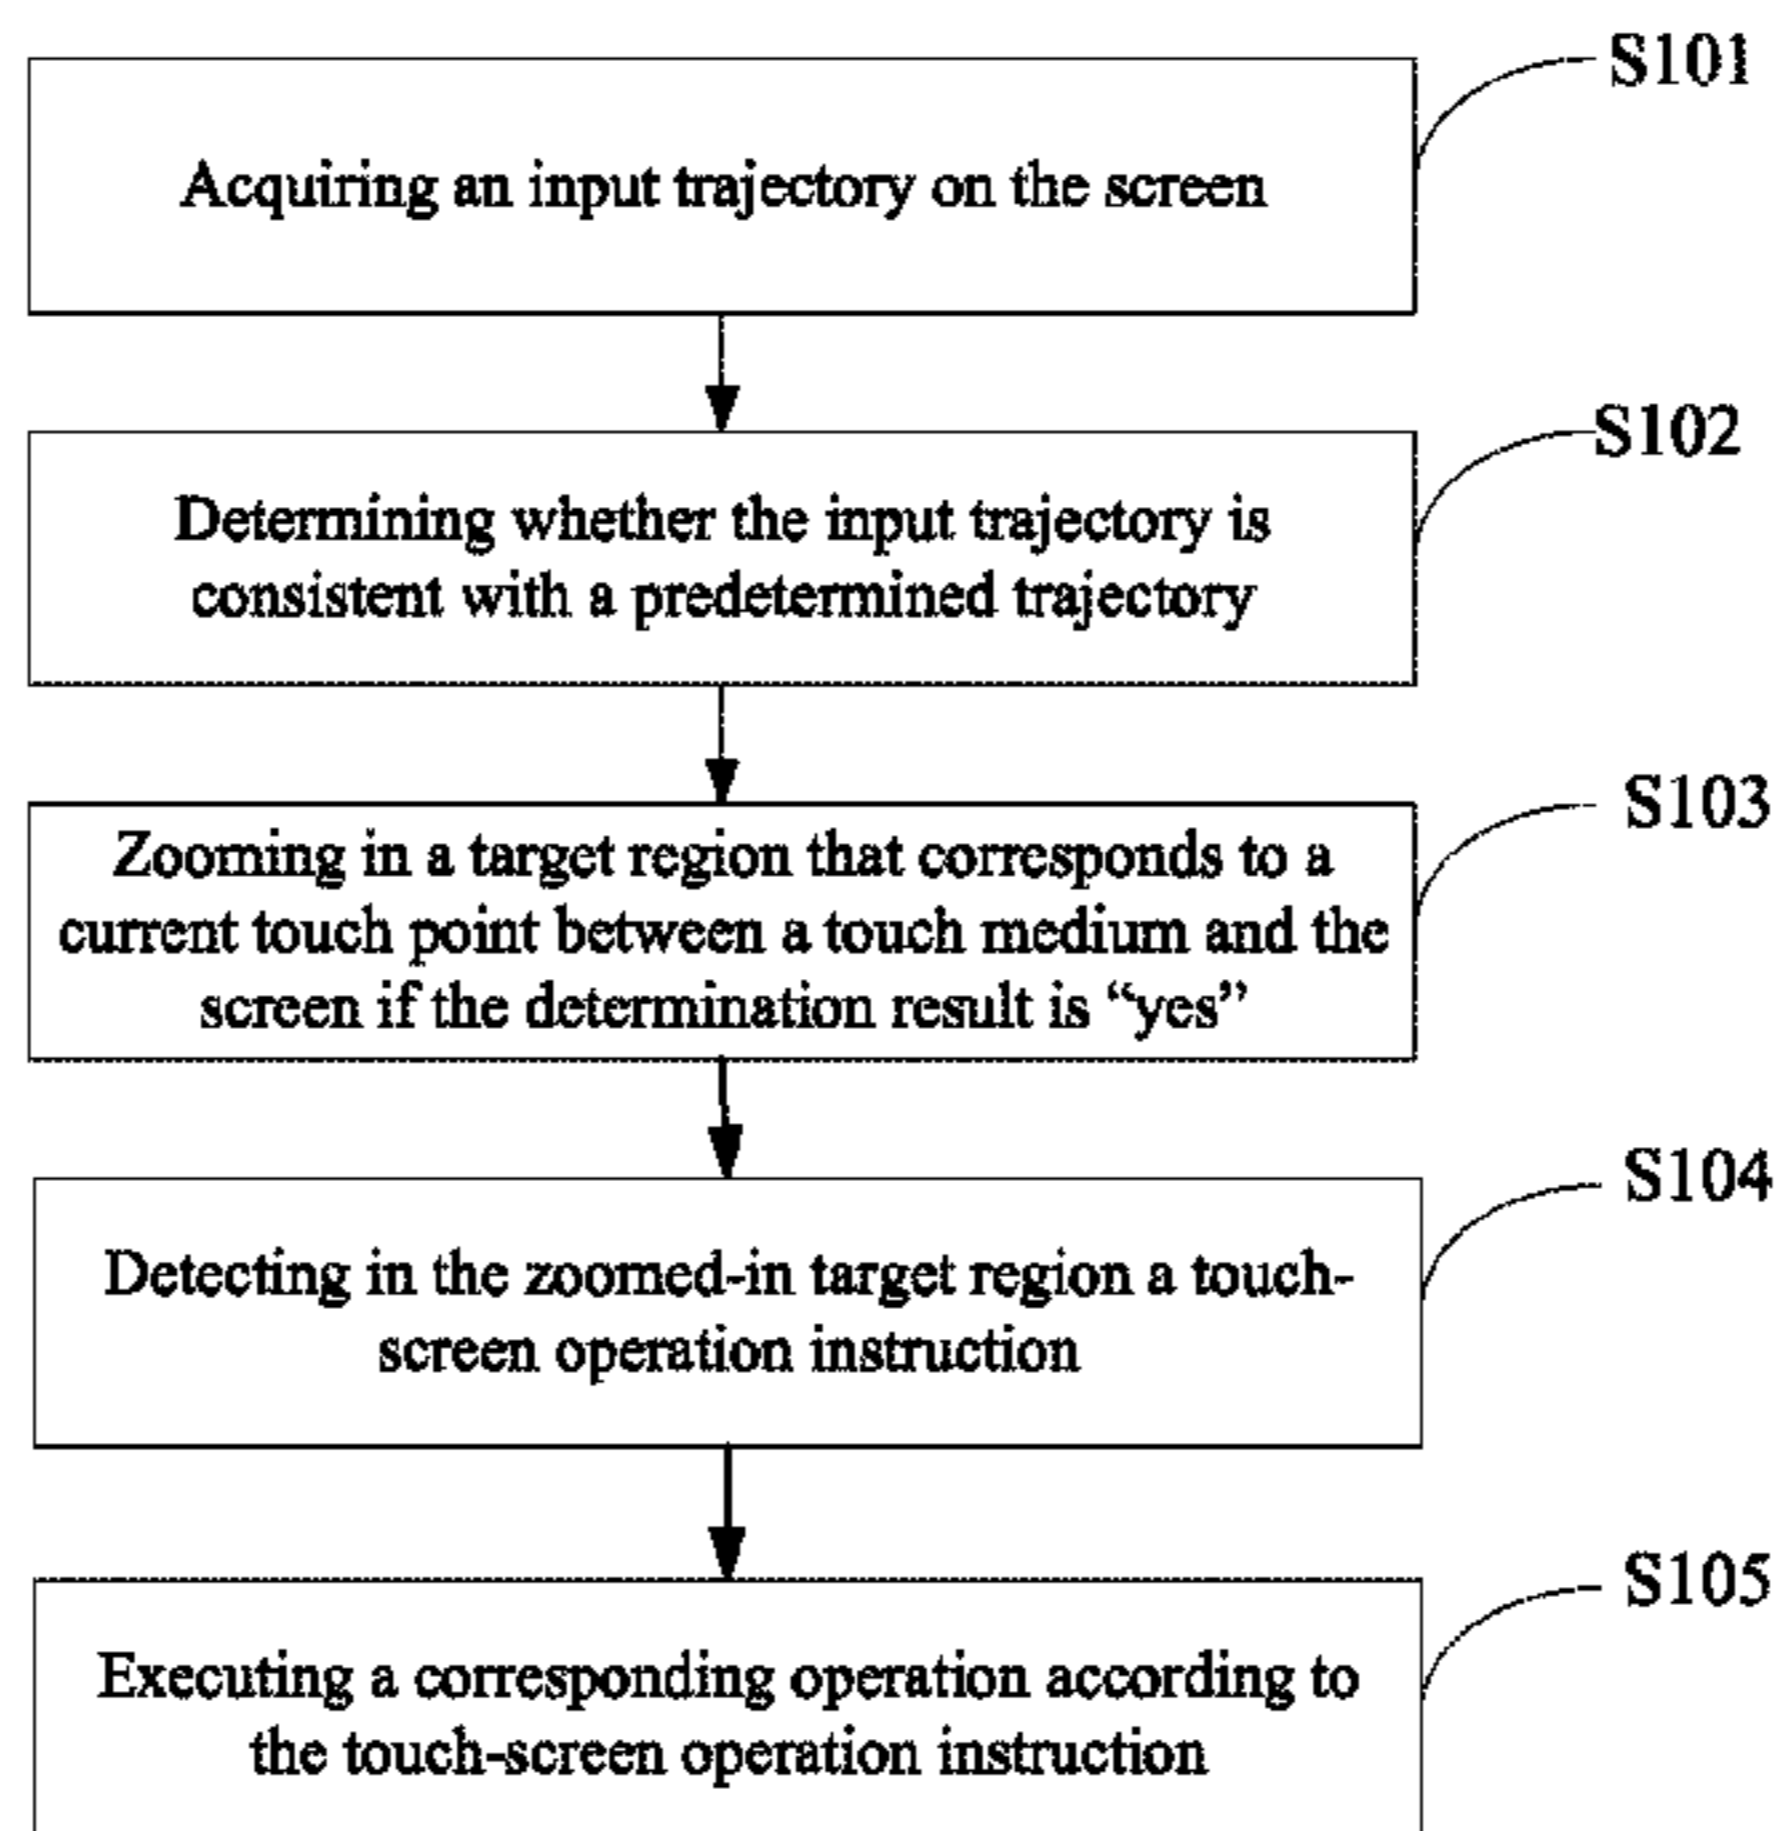 S101
Acquiring an input trajectory on the screen
S102
Determining whether the input trajectory is
consistent with a predetermined trajectory
S103
Zooming in a target region that corresponds to a
current touch point between a touch medium and the
screen if the determination result is “yes”
S104
Detecting in the zoomed-in target region a touch-
screen operation instruction
S105
Executing a corresponding operation according to
the touch-screen operation instruction